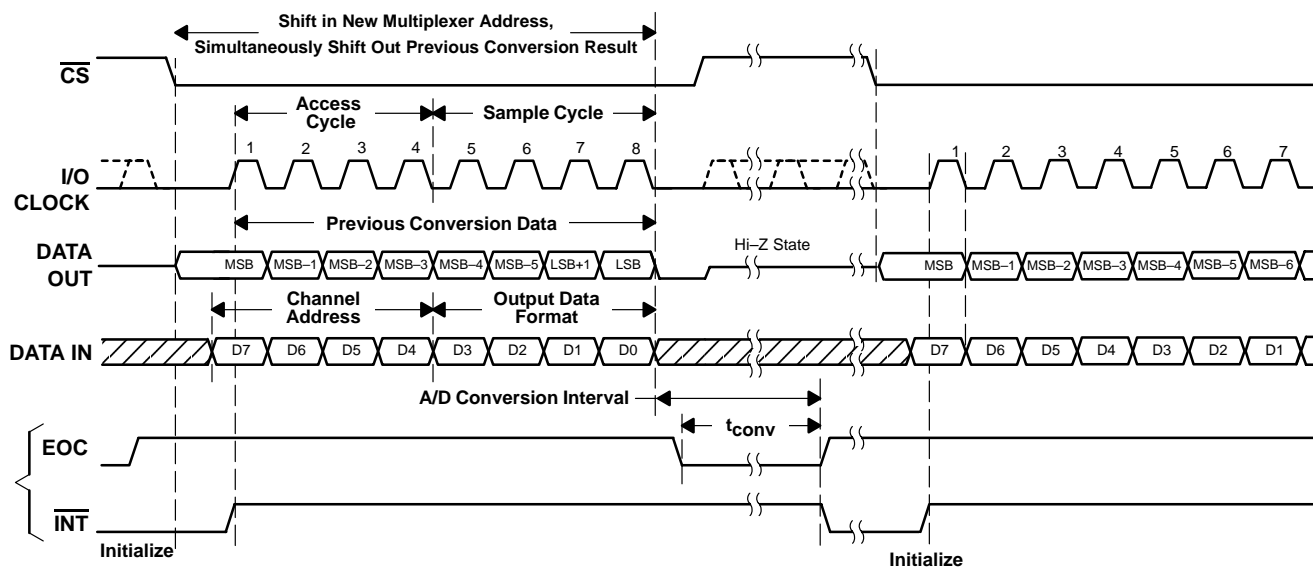 Shift in New Multiplexer Address,
Simultaneously Shift Out Previous Conversion Result
CS
Access
Cycle
Sample Cycle
1 2 3 4 5 6 7 8 1 2 3 4 5 6 7
I/O
CLOCK
Previous Conversion Data
DATA
OUT
MSB MSB–1 MSB–2 MSB–3 MSB–4 MSB–5 LSB+1 LSB
Hi–Z State
MSB MSB–1 MSB–2 MSB–3 MSB–4 MSB–5 MSB–6
Channel
Address
Output Data
Format
DATA IN
D7 D6 D5 D4 D3 D2 D1 D0 D7 D6 D5 D4 D3 D2 D1
A/D Conversion Interval
tconv
EOC
INT
Initialize
Initialize